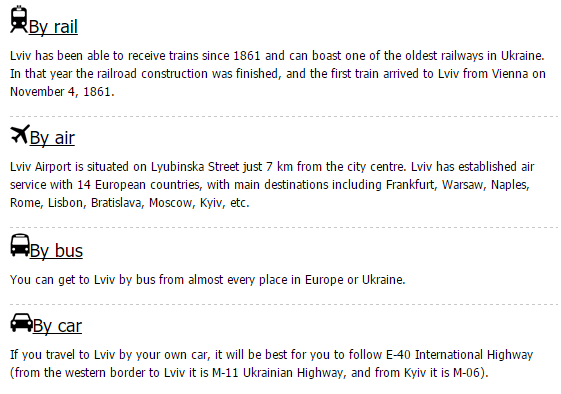 By rail
Lviv has been able to receive trains since 1861 and can boast one of the oldest railways in Ukraine.
In that year the railroad construction was finished, and the first train arrived to Lviv from Vienna on
November 4, 1861.
By air
Lviv Airport is situated on Lyubinska Street just 7 km from the city centre. Lviv has established air
service with 14 European countries, with main destinations including Frankfurt, Warsaw, Naples,
Rome, Lisbon, Bratislava, Moscow, Kyiv, etc.
By bus
You can get to Lviv by bus from almost every place in Europe or Ukraine.
By car
If you travel to Lviv by your own car, it will be best for you to follow E-40 International Highway
(from the western border to Lviv it is M-11 Ukrainian Highway, and from Kyiv it is M-06).